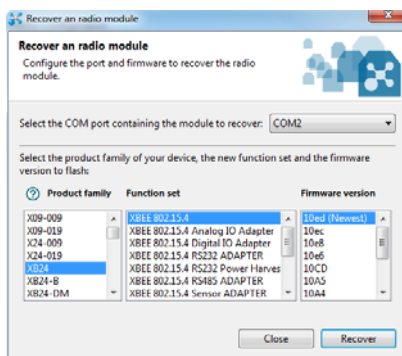 Recover an radio module
Recover an radio module
Configure the port and firmware to recover the radio
module.
Select the COM port containing the module to recover: COM2
Select the product family of your device, the new function set and the firmware
version to flash:
Product family Function set Firmware version
X09-009 XBEE 802.15.4 10ed (Newest)
X09-019 XBEE 802.15.4 Analog IO Adapter 10ec
X24-009 XBEE 802.15.4 Digital IO Adapter 10e8
X24-019 XBEE 802.15.4 RS232 ADAPTER 10e6
XB24 XBEE 802.15.4 RS232 Power Harves 10CD
XB24-B XBEE 802.15.4 RS485 ADAPTER 10A5
XB24-DM XBEE 802.15.4 Sensor ADAPTER 10A4
Close Recover